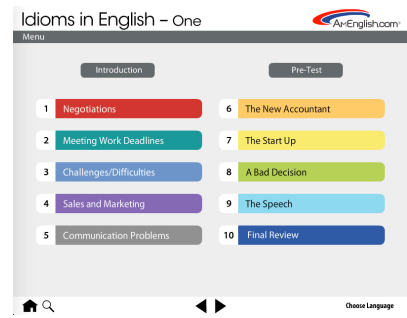 Idioms in English – One
AmEnglish.com
Menu
Introduction
Pre-Test
1 Negotiations
2 Meeting Work Deadlines
3 Challenges/Difficulties
4 Sales and Marketing
5 Communication Problems
6 The New Accountant
7 The Start Up
8 A Bad Decision
9 The Speech
10 Final Review
Choose Language